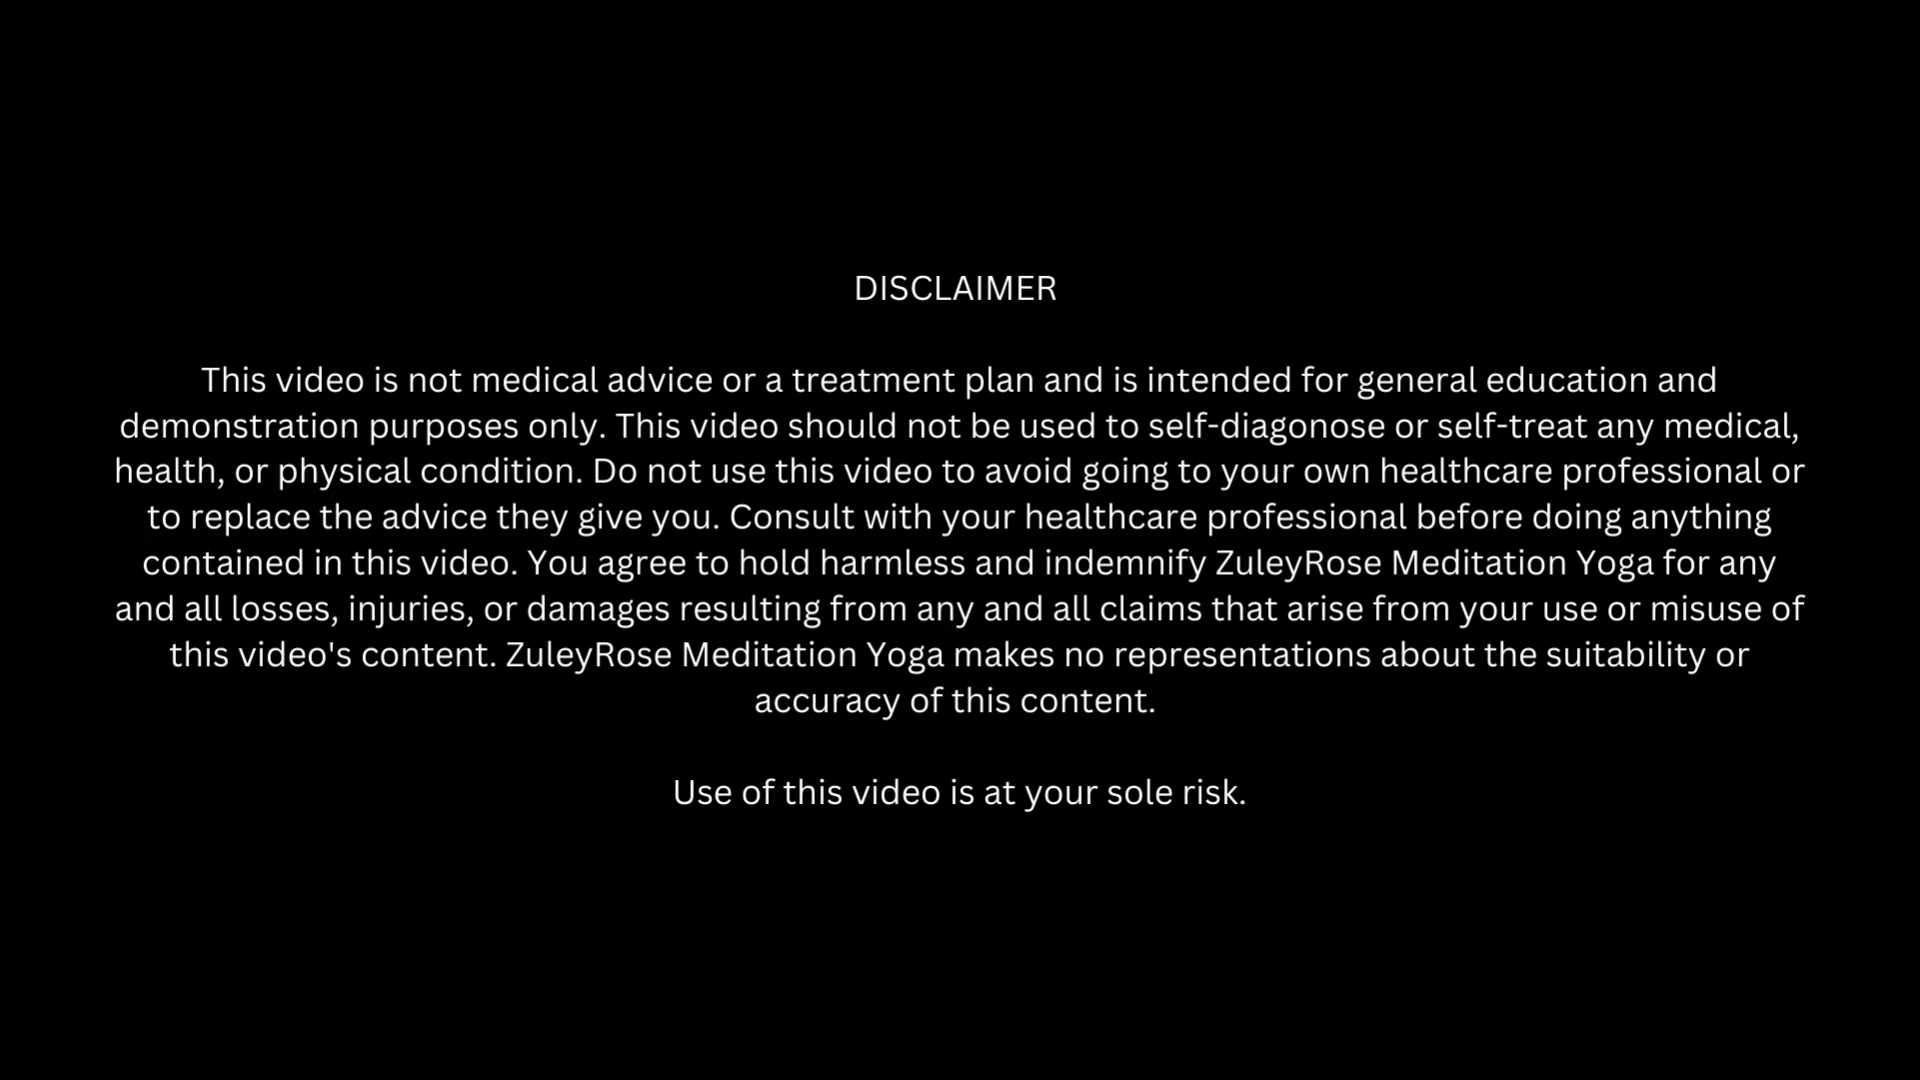 DISCLAIMER
This video is not medical advice or a treatment plan and is intended for general education and
demonstration purposes only. This video should not be used to self-diagonose or self-treat any medical,
health, or physical condition. Do not use this video to avoid going to your own healthcare professional or
to replace the advice they give you. Consult with your healthcare professional before doing anything
contained in this video. You agree to hold harmless and indemnify ZuleyRose Meditation Yoga for any
and all losses, injuries, or damages resulting from any and all claims that arise from your use or misuse of
this video's content. ZuleyRose Meditation Yoga makes no representations about the suitability or
accuracy of this content.
Use of this video is at your sole risk.